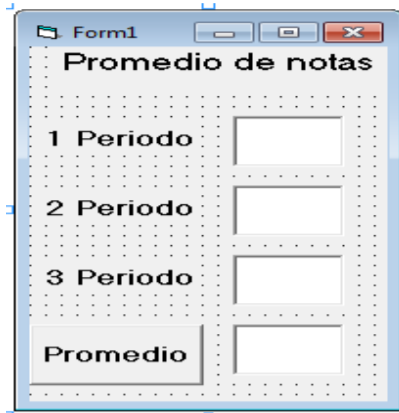 Form1
Promedio de notas
1 Periodo
2 Periodo
3 Periodo
Promedio